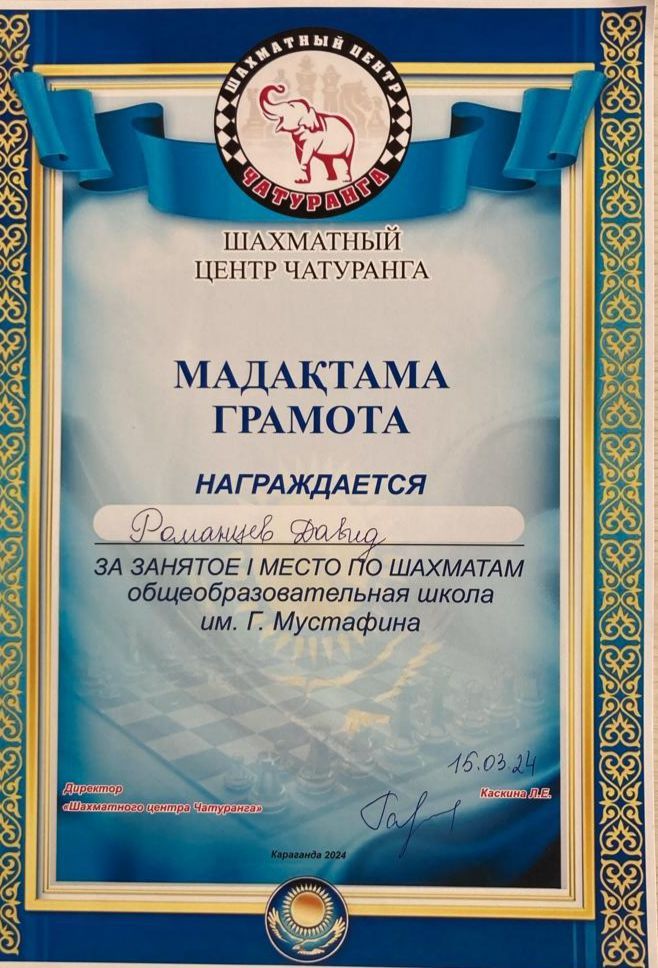 ШАХМАТНЫЙ ЦЕНТР
ЧАТУРАНГА
ШАХМАТНЫЙ
ЦЕНТР ЧАТУРАНГА
МАДАҚТАМА
ГРАМОТА
НАГРАЖДАЕТСЯ
Романцев Давид
ЗА ЗАНЯТОЕ I МЕСТО ПО ШАХМАТАМ
общеобразовательная школа
им. Г. Мустафина
15.03.24
Директор
«Шахматного центра Чатуранга»
Каскина Л.Е.
Караганда 2024